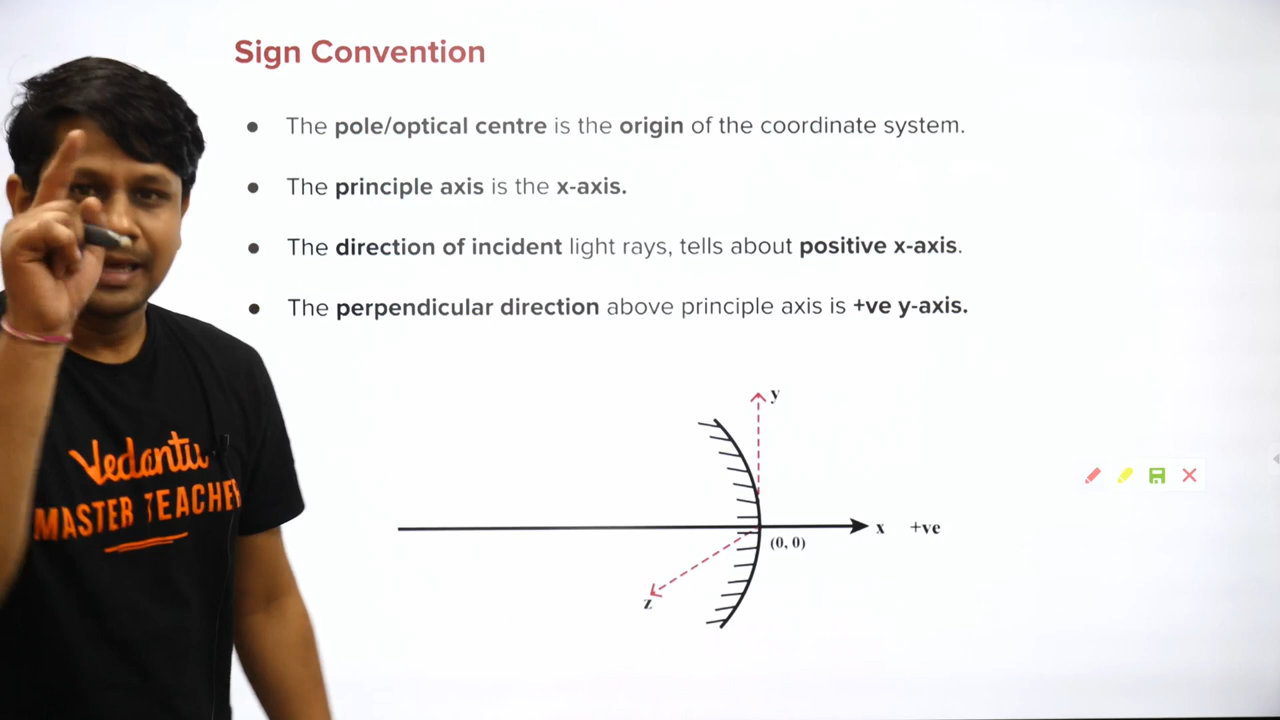 Sign Convention
● The pole/optical centre is the origin of the coordinate system.
● The principle axis is the x-axis.
● The direction of incident light rays, tells about positive x-axis.
● The perpendicular direction above principle axis is +ve y-axis.
y
x +ve
(0, 0)
z
Vedantu
MASTER TEACHER